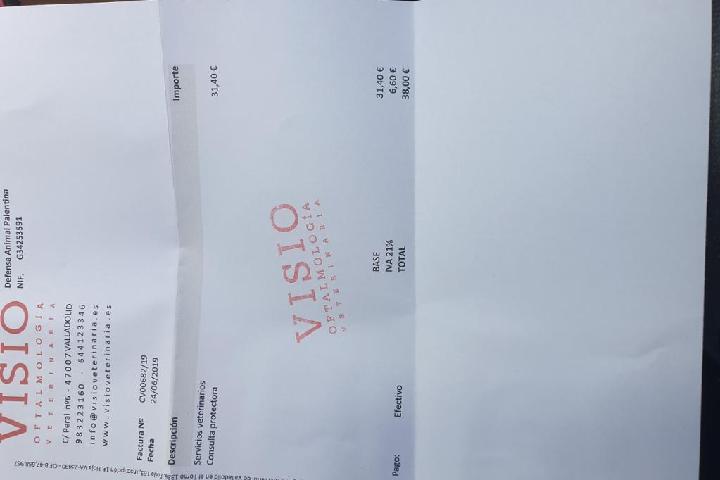 VISIO
OFTALMOLOGÍA
VETERINARIA
C/ Peral nº6 - 47007 VALLADOLID
983223160 - 644123346
info@visioveterinaria.es
www.visioveterinaria.es
Defensa Animal Palentina
NIF. G34253591
Factura Nº CV00682/19
Fecha 24/06/2019
Descripción Importe
Servicios veterinarios
Consulta protectora 31,40 €
VISIO
OFTALMOLOGÍA
VETERINARIA
BASE 31,40 €
IVA 21% 6,60 €
TOTAL 38,00 €
Pago: Efectivo